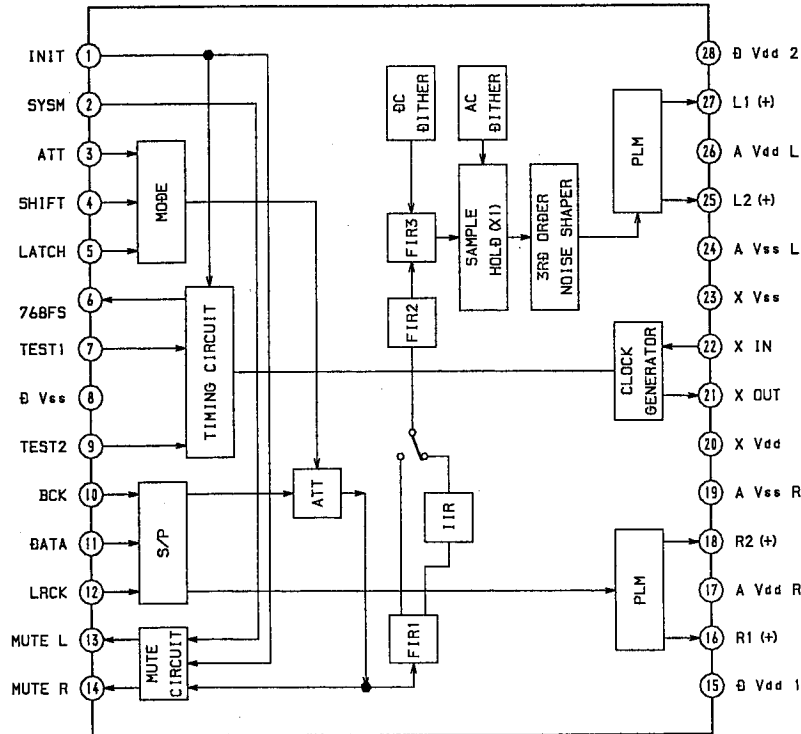 INIT
1
SYSM
2
ATT
3
SHIFT
4
LATCH
5
768FS
6
TEST1
7
D Vss
8
TEST2
9
BCK
10
DATA
11
LRCK
12
MUTE L
13
MUTE R
14
MODE
TIMING CIRCUIT
S/P
MUTE
CIRCUIT
ATT
DC
DITHER
AC
DITHER
FIR3
FIR2
SAMPLE
HOLD (X1)
3RD ORDER
NOISE SHAPER
IIR
FIR1
PLM
CLOCK
GENERATOR
PLM
28
D Vdd 2
27
L1 (+)
26
A Vdd L
25
L2 (+)
24
A Vss L
23
X Vss
22
X IN
21
X OUT
20
X Vdd
19
A Vss R
18
R2 (+)
17
A Vdd R
16
R1 (+)
15
D Vdd 1